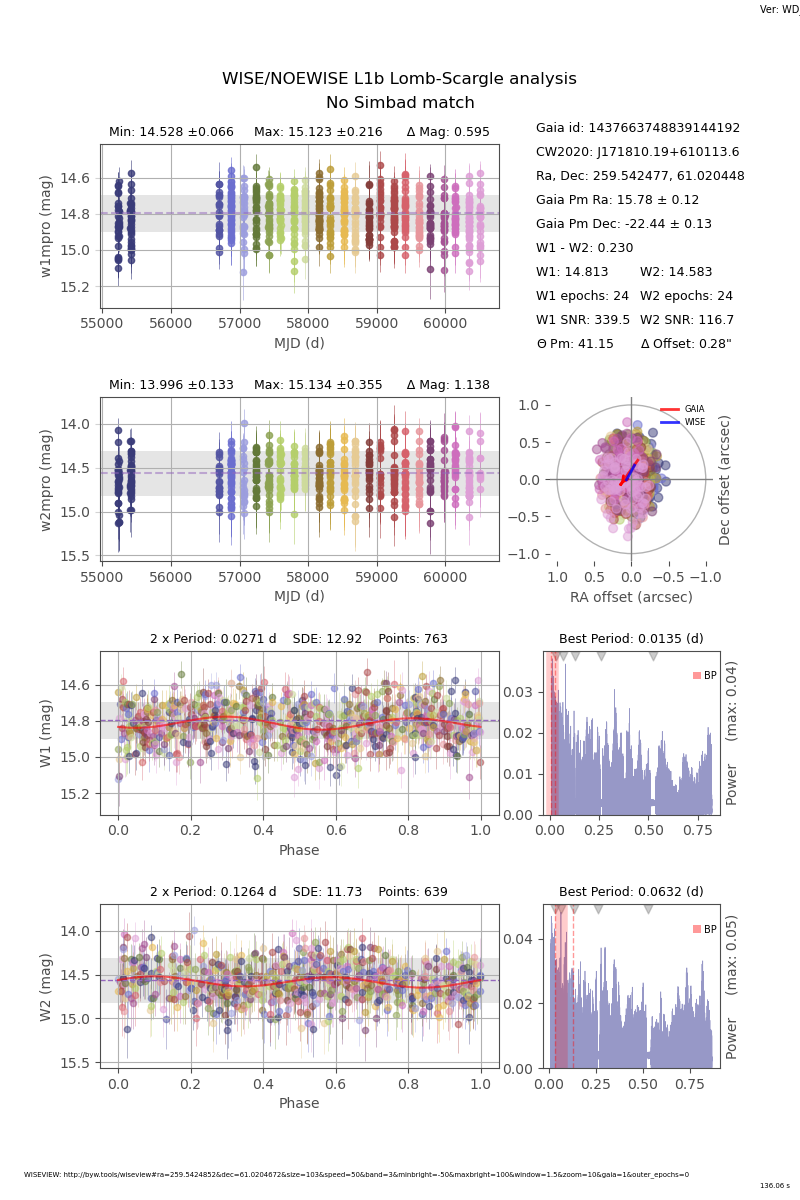 Ver: WD_
WISE/NEOWISE L1b Lomb-Scargle analysis
No Simbad match
Min: 14.528 ±0.066 Max: 15.123 ±0.216 Δ Mag: 0.595
14.6
14.8
15.0
15.2
w1mpro (mag)
55000 56000 57000 58000 59000 60000
MJD (d)
Gaia id: 1437663748839144192
CW2020: J171810.19+610113.6
Ra, Dec: 259.542477, 61.020448
Gaia Pm Ra: 15.78 ± 0.12
Gaia Pm Dec: -22.44 ± 0.13
W1 - W2: 0.230
W1: 14.813 W2: 14.583
W1 epochs: 24 W2 epochs: 24
W1 SNR: 339.5 W2 SNR: 116.7
Θ Pm: 41.15 Δ Offset: 0.28"
Min: 13.996 ±0.133 Max: 15.134 ±0.355 Δ Mag: 1.138
14.0
14.5
15.0
15.5
w2mpro (mag)
55000 56000 57000 58000 59000 60000
MJD (d)
GAIA
WISE
1.0
0.5
0.0
−0.5
−1.0
Dec offset (arcsec)
1.0 0.5 0.0 −0.5 −1.0
RA offset (arcsec)
2 x Period: 0.0271 d SDE: 12.92 Points: 763
14.6
14.8
15.0
15.2
W1 (mag)
0.0 0.2 0.4 0.6 0.8 1.0
Phase
Best Period: 0.0135 (d)
BP
0.03
0.02
0.01
0.00
Power (max: 0.04)
0.00 0.25 0.50 0.75
2 x Period: 0.1264 d SDE: 11.73 Points: 639
14.0
14.5
15.0
15.5
W2 (mag)
0.0 0.2 0.4 0.6 0.8 1.0
Phase
Best Period: 0.0632 (d)
BP
0.04
0.02
0.00
Power (max: 0.05)
0.00 0.25 0.50 0.75
WISEVIEW: http://byw.tools/wiseview#ra=259.5424852&dec=61.0204672&size=103&speed=50&band=3&minbright=-50&maxbright=100&window=1.5&zoom=10&gaia=1&outer_epochs=0
136.06 s